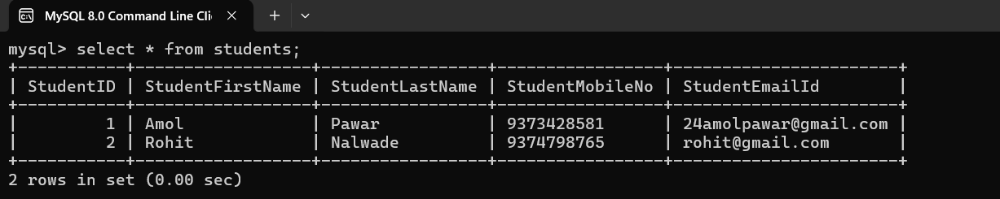 MySQL 8.0 Command Line Cli
mysql> select * from students;
+-----------+------------------+-----------------+-----------------+-----------------------+
| StudentID | StudentFirstName | StudentLastName | StudentMobileNo | StudentEmailId        |
+-----------+------------------+-----------------+-----------------+-----------------------+
|         1 | Amol             | Pawar           | 9373428581      | 24amolpawar@gmail.com |
|         2 | Rohit            | Nalwade         | 9374798765      | rohit@gmail.com       |
+-----------+------------------+-----------------+-----------------+-----------------------+
2 rows in set (0.00 sec)